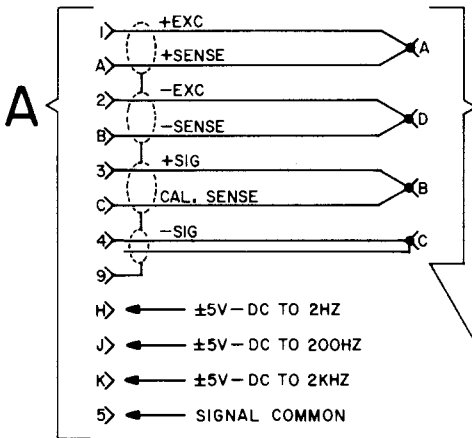 1 +EXC
A +SENSE A
2 -EXC
B -SENSE D
3 +SIG
C CAL. SENSE B
4 -SIG C
9
A
H ±5V-DC TO 2HZ
J ±5V-DC TO 200HZ
K ±5V-DC TO 2KHZ
5 SIGNAL COMMON